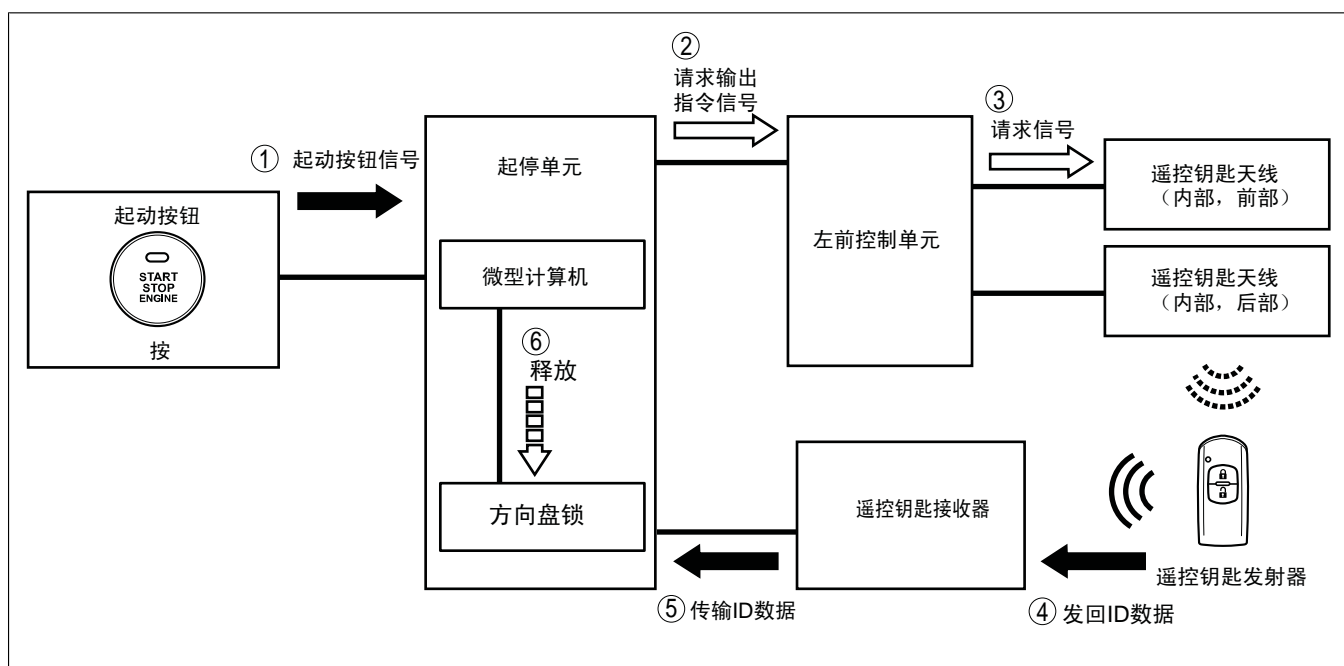 ②
请求输出
指令信号
③
请求信号
① 起动按钮信号
起停单元
遥控钥匙天线
（内部，前部）
起动按钮
START
STOP
ENGINE
按
微型计算机
左前控制单元
遥控钥匙天线
（内部，后部）
⑥
释放
方向盘锁
遥控钥匙接收器
遥控钥匙发射器
⑤ 传输ID数据
④ 发回ID数据